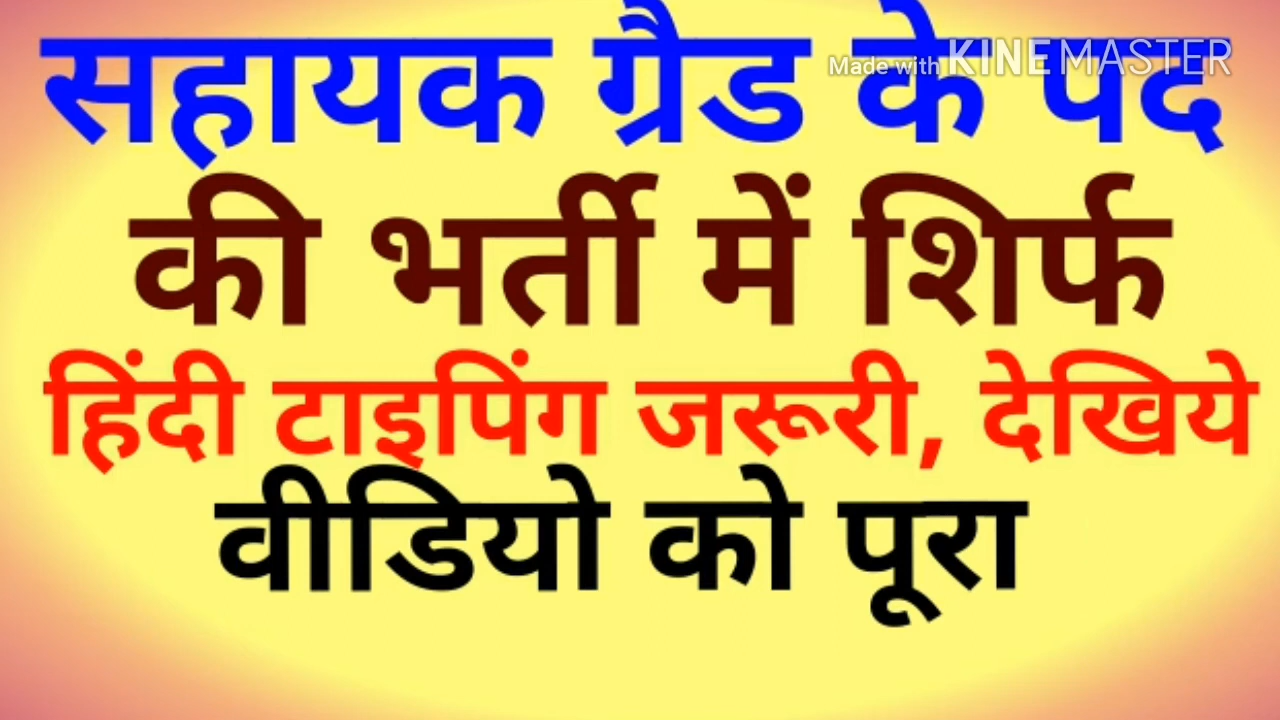 सहायक ग्रैड के पद
Made with KINEMASTER
की भर्ती में शिर्फ
हिंदी टाइपिंग जरूरी, देखिये
वीडियो को पूरा